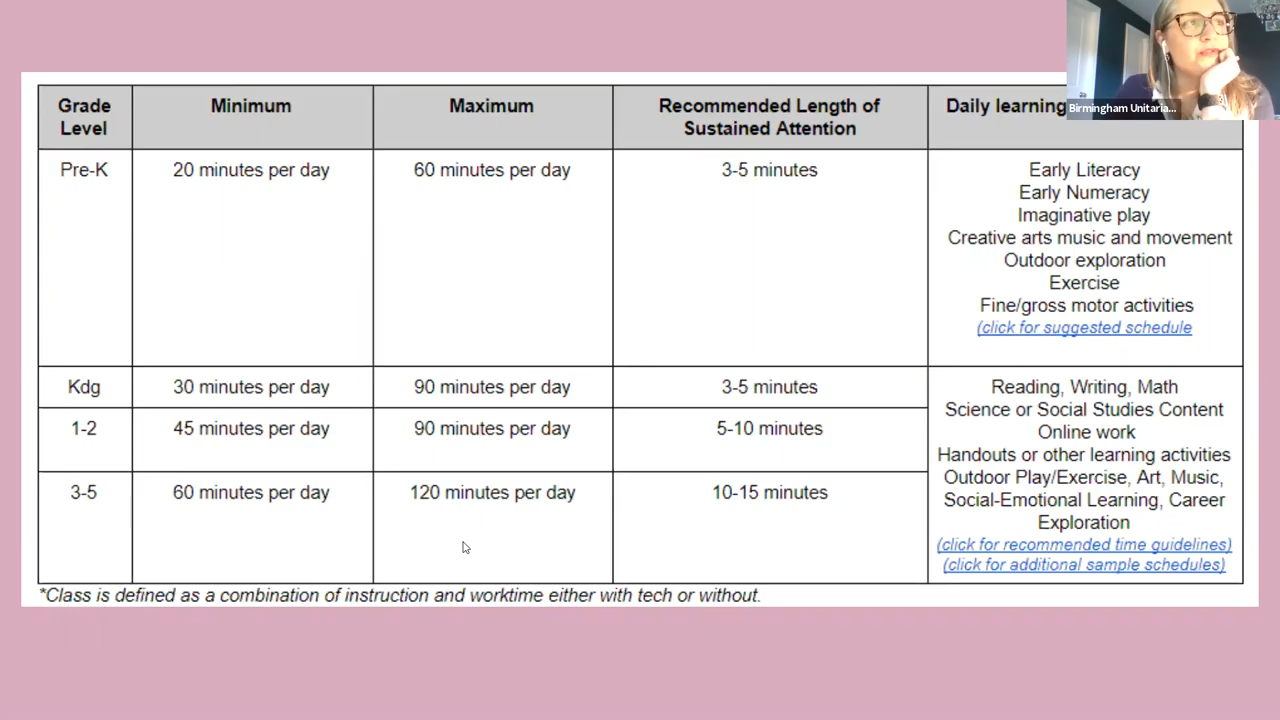 Grade Level
Minimum
Maximum
Recommended Length of
Sustained Attention
Daily learning
Birmingham Unitaria...
Pre-K
20 minutes per day
60 minutes per day
3-5 minutes
Early Literacy
Early Numeracy
Imaginative play
Creative arts music and movement
Outdoor exploration
Exercise
Fine/gross motor activities
(click for suggested schedule
Kdg
30 minutes per day
90 minutes per day
3-5 minutes
1-2
45 minutes per day
90 minutes per day
5-10 minutes
3-5
60 minutes per day
120 minutes per day
10-15 minutes
Reading, Writing, Math
Science or Social Studies Content
Online work
Handouts or other learning activities
Outdoor Play/Exercise, Art, Music,
Social-Emotional Learning, Career
Exploration
(click for recommended time guidelines)
(click for additional sample schedules)
*Class is defined as a combination of instruction and worktime either with tech or without.